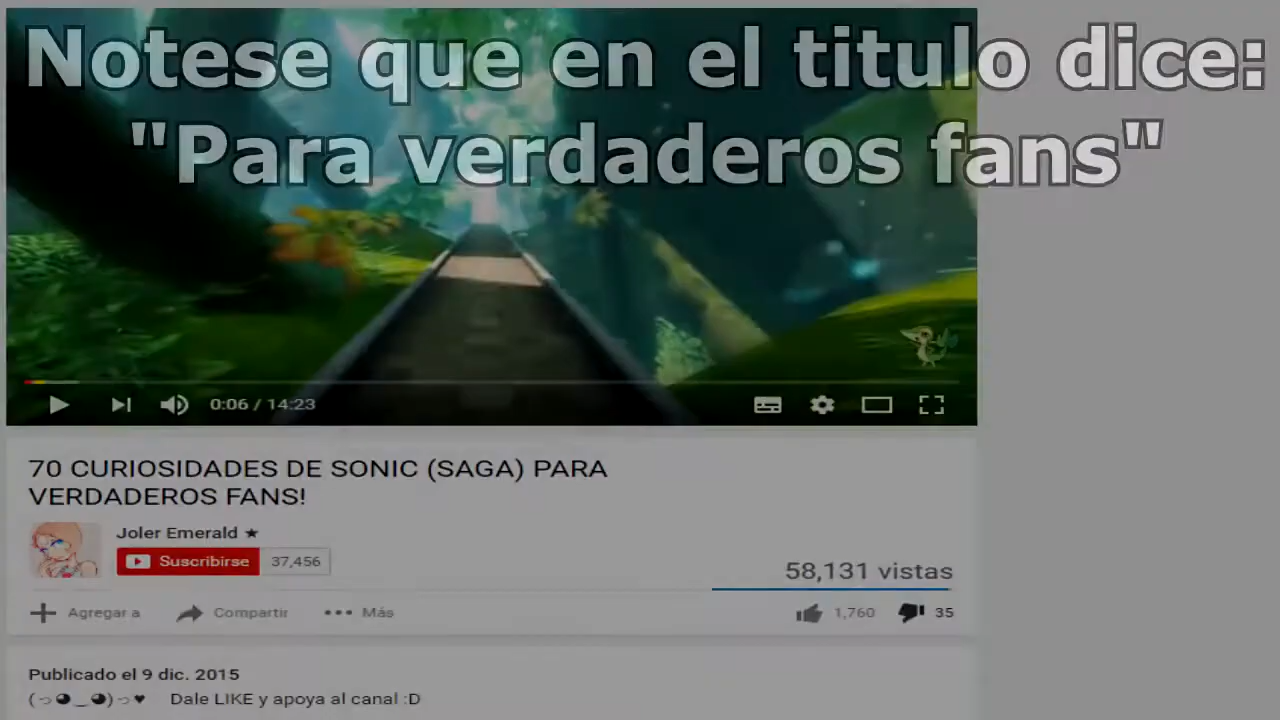 Notese que en el titulo dice:
"Para verdaderos fans"
0:06 / 14:23
70 CURIOSIDADES DE SONIC (SAGA) PARA
VERDADEROS FANS!
Joler Emerald ★
Suscribirse 37,456
58,131 vistas
Agregar a Compartir Más 1,760 35
Publicado el 9 dic. 2015
(っ◕‿◕)っ♥ Dale LIKE y apoya al canal :D